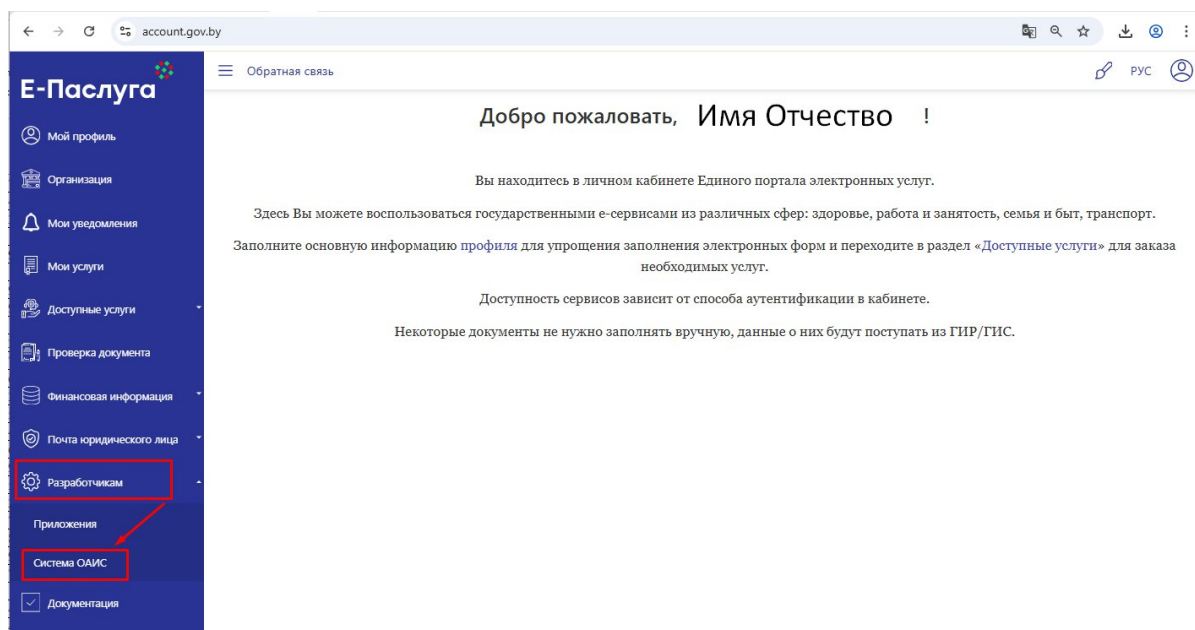 account.gov.by
Е-Паслуга
Обратная связь
РУС
Мой профиль
Организация
Мои уведомления
Мои услуги
Доступные услуги
Проверка документа
Финансовая информация
Почта юридического лица
Разработчикам
Приложения
Система ОАИС
Документация
Добро пожаловать, Имя Отчество !
Вы находитесь в личном кабинете Единого портала электронных услуг.
Здесь Вы можете воспользоваться государственными е-сервисами из различных сфер: здоровье, работа и занятость, семья и быт, транспорт.
Заполните основную информацию профиля для упрощения заполнения электронных форм и переходите в раздел «Доступные услуги» для заказа
необходимых услуг.
Доступность сервисов зависит от способа аутентификации в кабинете.
Некоторые документы не нужно заполнять вручную, данные о них будут поступать из ГИР/ГИС.